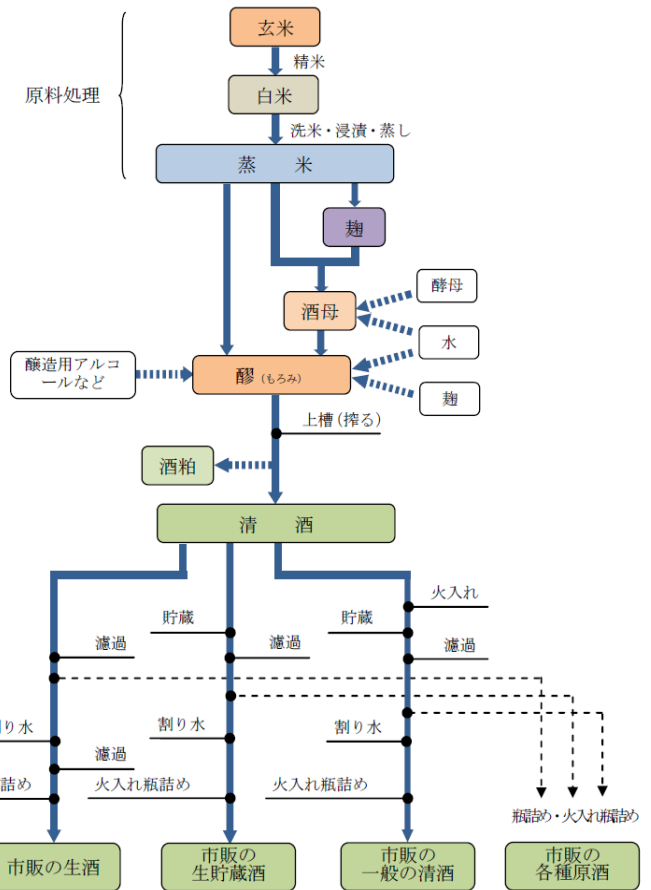 玄米
精米
原料処理
白米
洗米・浸漬・蒸し
蒸 米
麹
酵母
酒母
水
醸造用アルコ
ールなど
醪（もろみ）
麹
上槽（搾る）
酒粕
清 酒
火入れ
貯蔵
貯蔵
濾過
濾過
濾過
割り水
割り水
割り水
濾過
詰め
火入れ瓶詰め
火入れ瓶詰め
瓶詰め・火入れ瓶詰め
市販の生酒
市販の
生貯蔵酒
市販の
一般の清酒
市販の
各種原酒